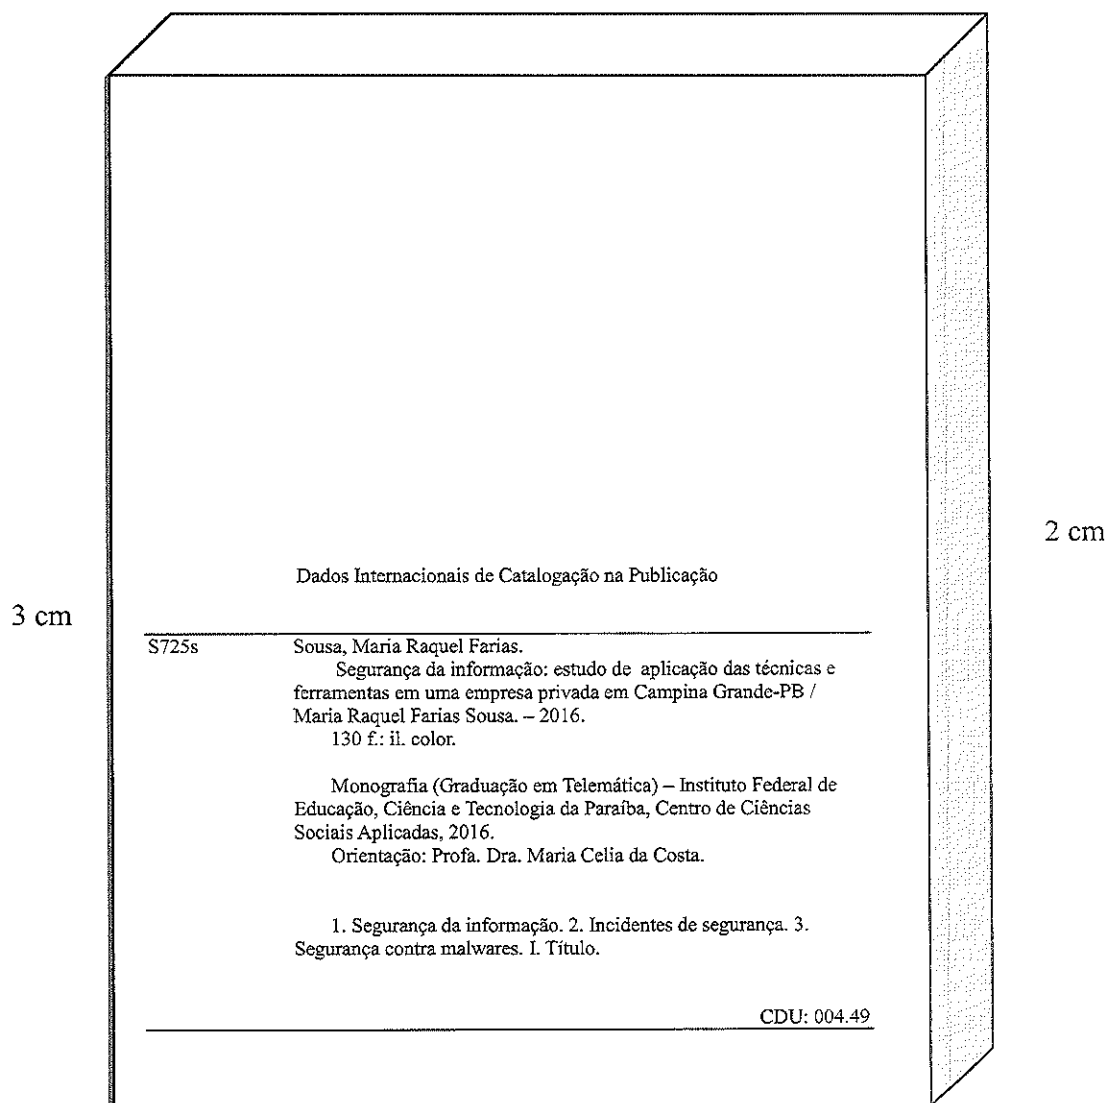 2 cm
Dados Internacionais de Catalogação na Publicação
3 cm
S725s Sousa, Maria Raquel Farias.
Segurança da informação: estudo de aplicação das técnicas e
ferramentas em uma empresa privada em Campina Grande-PB /
Maria Raquel Farias Sousa. – 2016.
130 f.: il. color.
Monografia (Graduação em Telemática) – Instituto Federal de
Educação, Ciência e Tecnologia da Paraíba, Centro de Ciências
Sociais Aplicadas, 2016.
Orientação: Profa. Dra. Maria Celia da Costa.
1. Segurança da informação. 2. Incidentes de segurança. 3.
Segurança contra malwares. I. Título.
CDU: 004.49